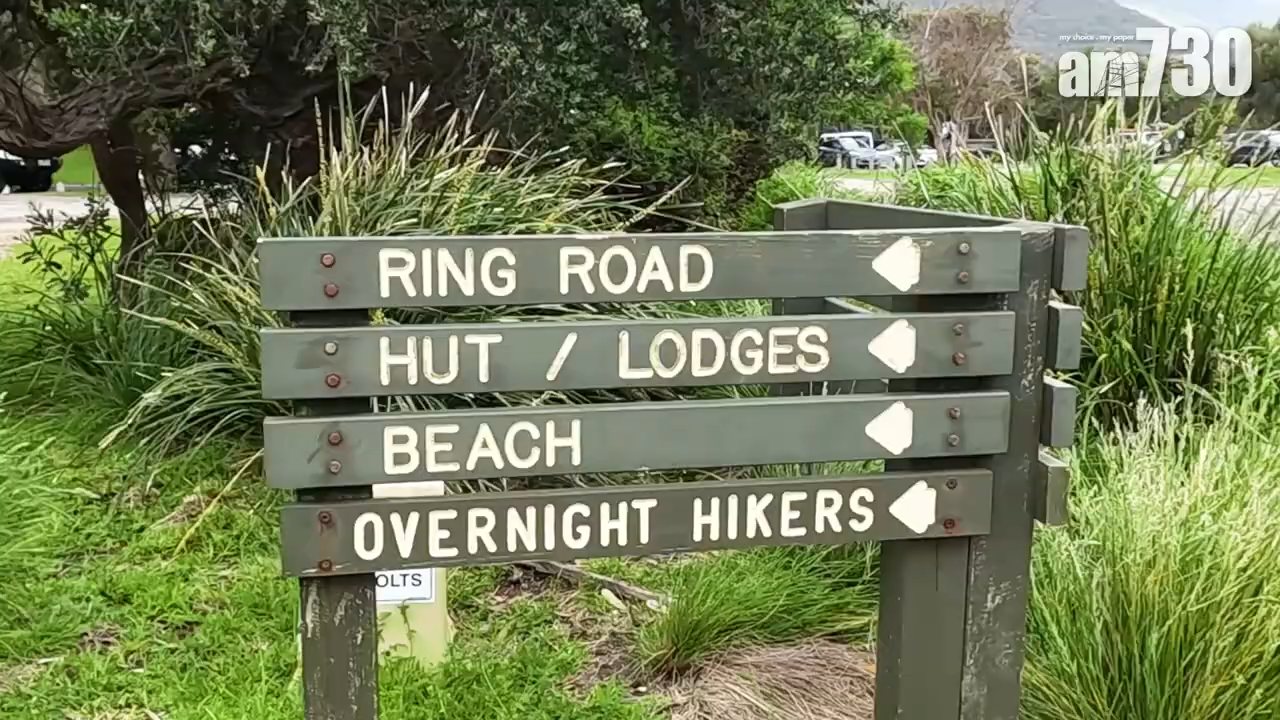 my choice . my paper
am730
RING ROAD
HUT / LODGES
BEACH
OVERNIGHT HIKERS
OLTS